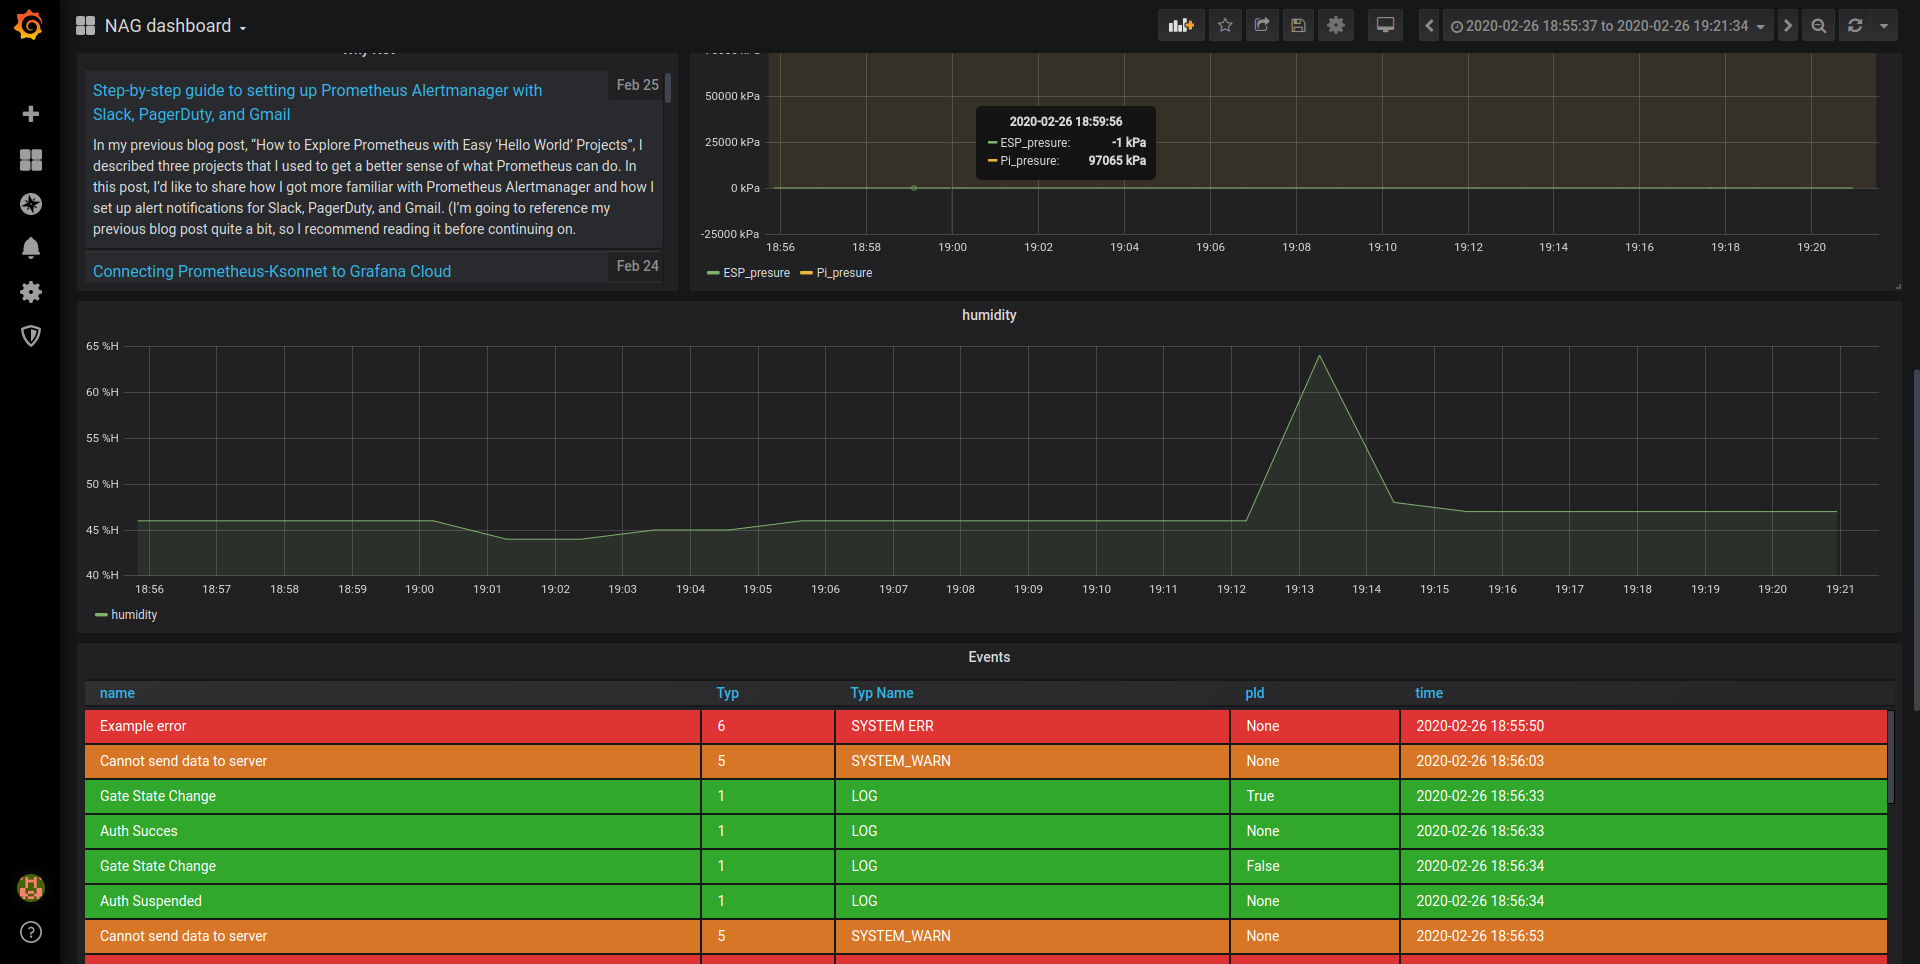 NAG dashboard
2020-02-26 18:55:37 to 2020-02-26 19:21:34
Feb 25
Step-by-step guide to setting up Prometheus Alertmanager with
Slack, PagerDuty, and Gmail
In my previous blog post, “How to Explore Prometheus with Easy ‘Hello World’ Projects”, I
described three projects that I used to get a better sense of what Prometheus can do. In
this post, I’d like to share how I got more familiar with Prometheus Alertmanager and how I
set up alert notifications for Slack, PagerDuty, and Gmail. (I’m going to reference my
previous blog post quite a bit, so I recommend reading it before continuing on.
Feb 24
Connecting Prometheus-Ksonnet to Grafana Cloud
50000 kPa
25000 kPa
0 kPa
-25000 kPa
2020-02-26 18:59:56
ESP_presure: -1 kPa
Pi_presure: 97065 kPa
18:56 18:58 19:00 19:02 19:04 19:06 19:08 19:10 19:12 19:14 19:16 19:18 19:20
ESP_presure Pi_presure
humidity
65 %H
60 %H
55 %H
50 %H
45 %H
40 %H
18:56 18:57 18:58 18:59 19:00 19:01 19:02 19:03 19:04 19:05 19:06 19:07 19:08 19:09 19:10 19:11 19:12 19:13 19:14 19:15 19:16 19:17 19:18 19:19 19:20 19:21
humidity
Events
name Typ Typ Name pld time
Example error 6 SYSTEM ERR None 2020-02-26 18:55:50
Cannot send data to server 5 SYSTEM_WARN None 2020-02-26 18:56:03
Gate State Change 1 LOG True 2020-02-26 18:56:33
Auth Succes 1 LOG None 2020-02-26 18:56:33
Gate State Change 1 LOG False 2020-02-26 18:56:34
Auth Suspended 1 LOG None 2020-02-26 18:56:34
Cannot send data to server 5 SYSTEM_WARN None 2020-02-26 18:56:53